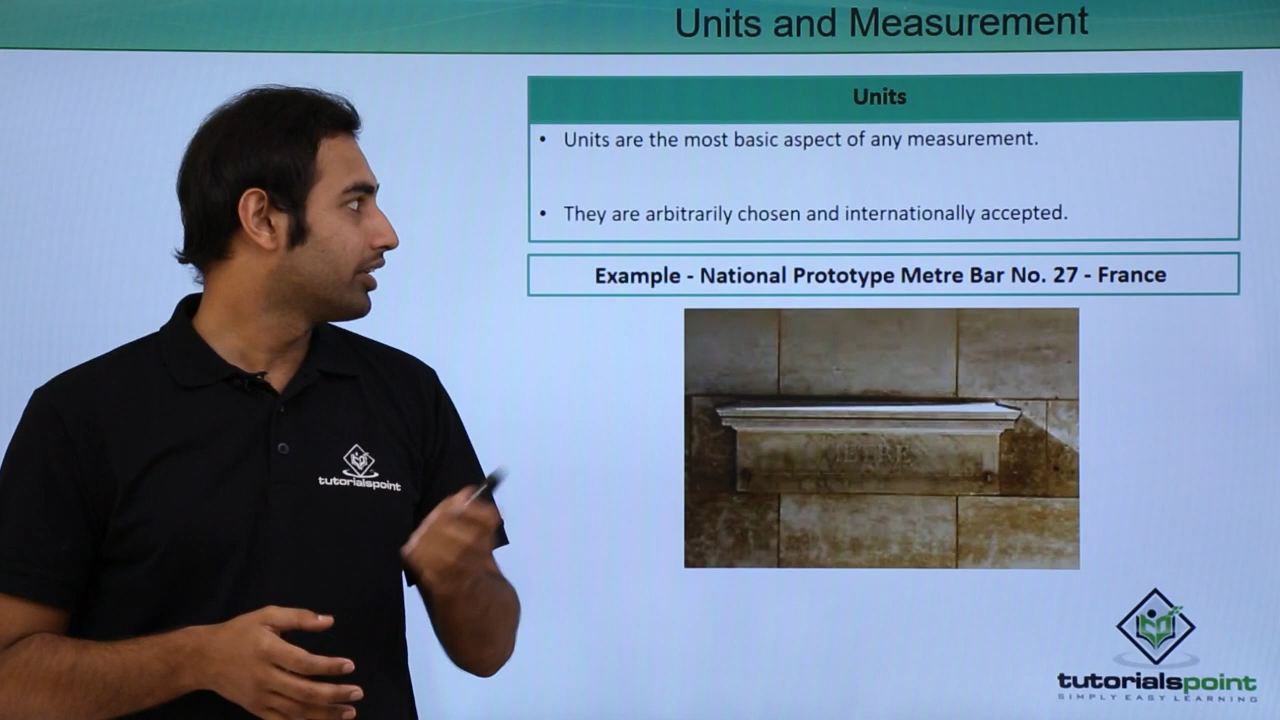 Units and Measurement
Units
• Units are the most basic aspect of any measurement.
• They are arbitrarily chosen and internationally accepted.
Example - National Prototype Metre Bar No. 27 - France
METRE
tutorialspoint
tutorialspoint
SIMPLY EASY LEARNING